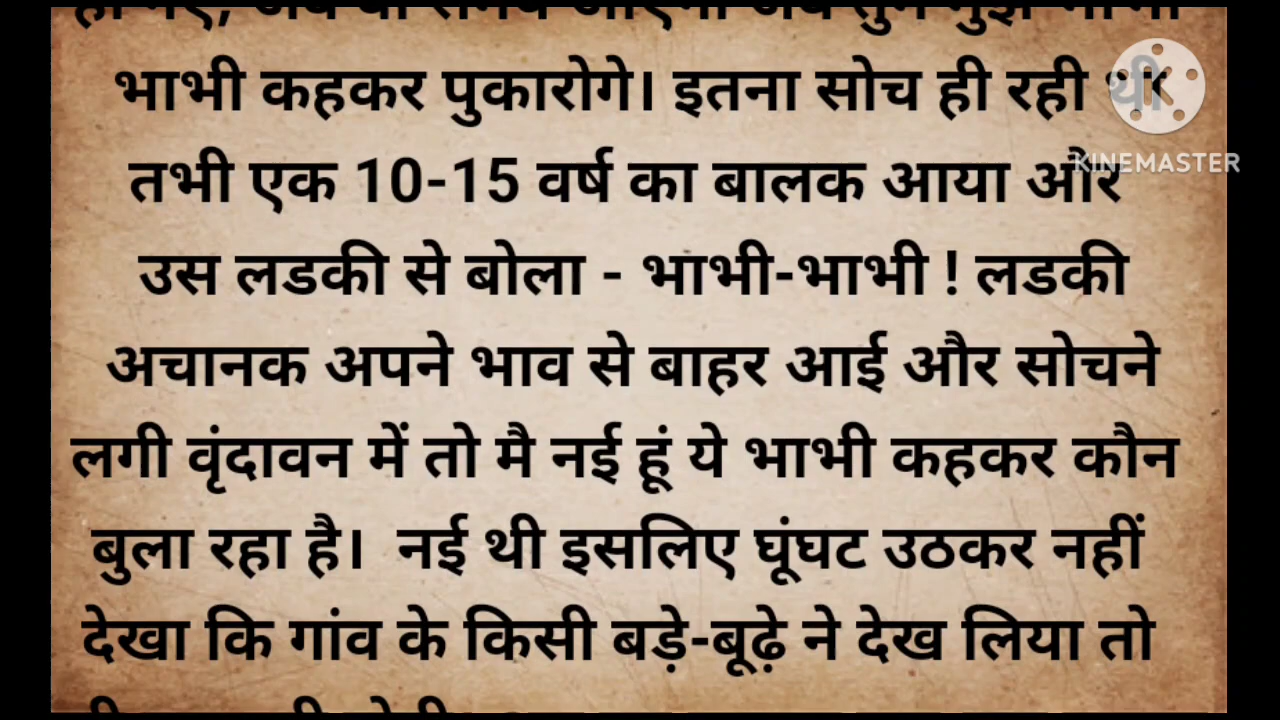 भाभी कहकर पुकारोगे। इतना सोच ही रही थी
तभी एक 10-15 वर्ष का बालक आया और
उस लडकी से बोला - भाभी-भाभी ! लडकी
अचानक अपने भाव से बाहर आई और सोचने
लगी वृंदावन में तो मै नई हूं ये भाभी कहकर कौन
बुला रहा है।  नई थी इसलिए घूंघट उठकर नहीं
देखा कि गांव के किसी बड़े-बूढ़े ने देख लिया तो
K
KINEMASTER